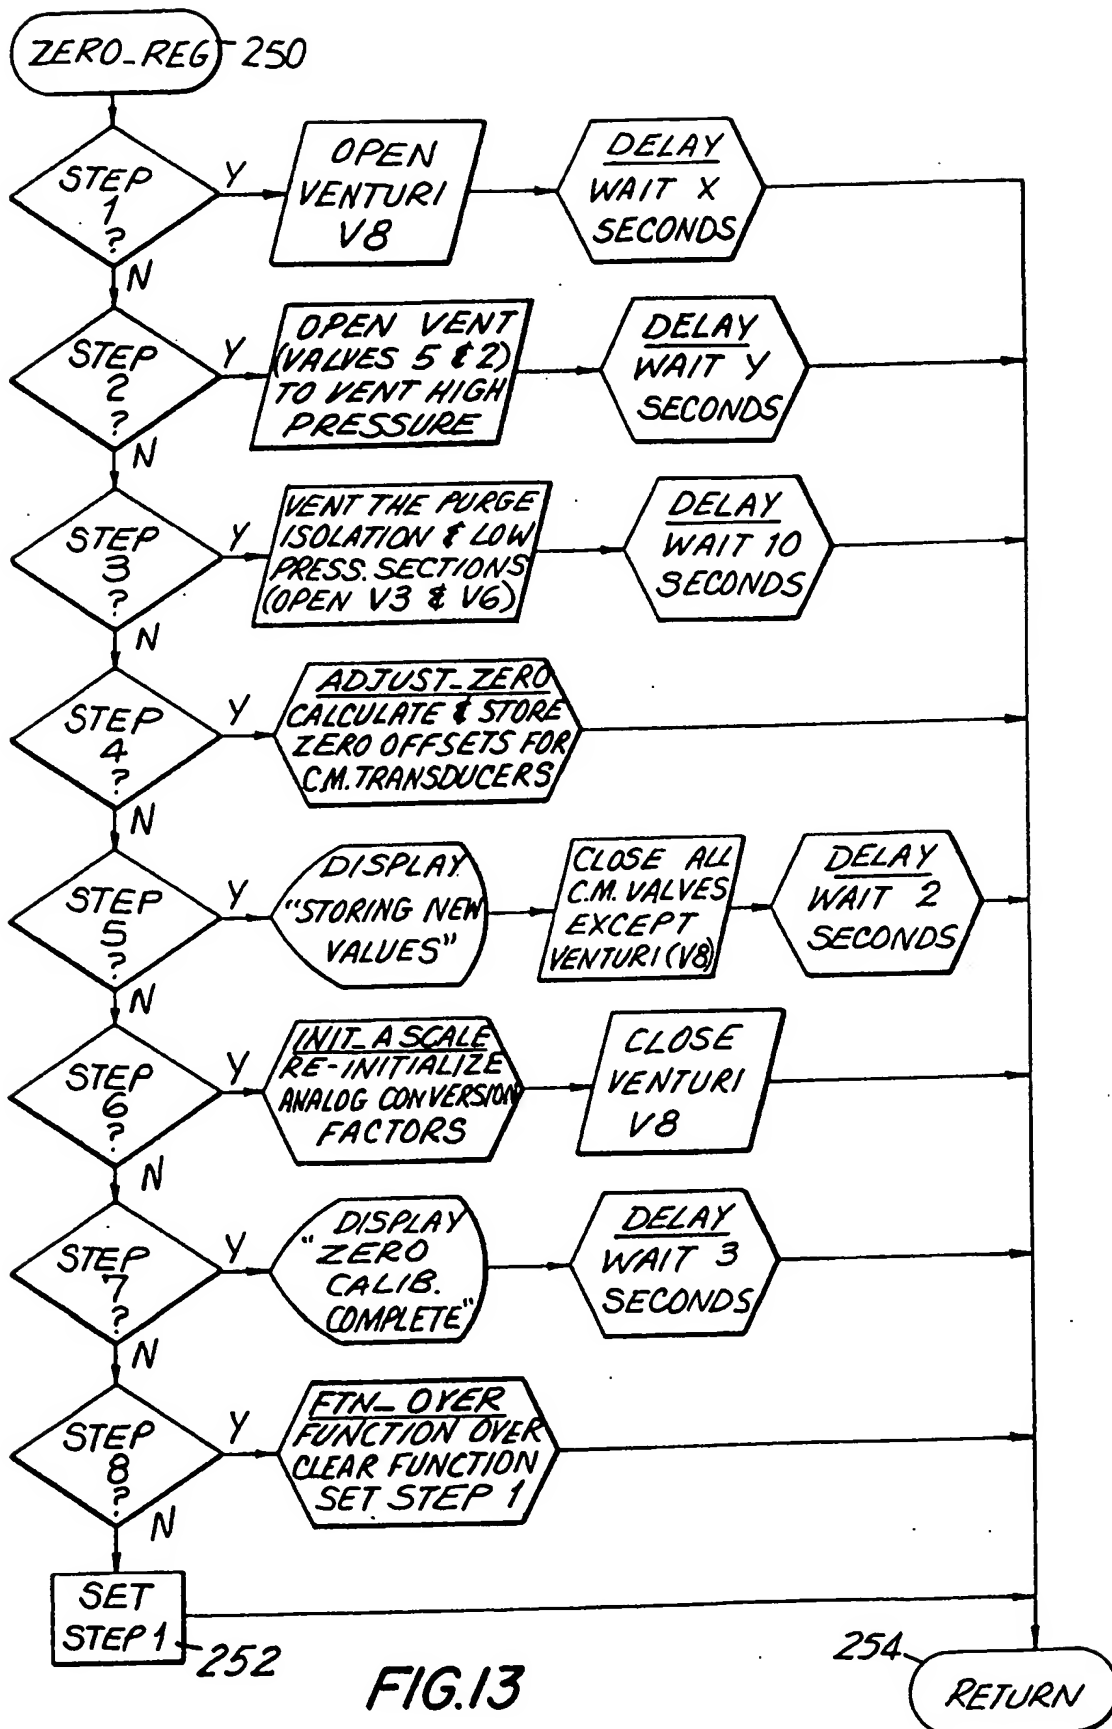 ZERO_REG 250
STEP
1
?
Y
N
OPEN
VENTURI
V8
DELAY
WAIT X
SECONDS
STEP
2
?
Y
N
OPEN VENT
(VALVES 5 & 2)
TO VENT HIGH
PRESSURE
DELAY
WAIT Y
SECONDS
STEP
3
?
Y
N
VENT THE PURGE
ISOLATION & LOW
PRESS. SECTIONS
(OPEN V3 & V6)
DELAY
WAIT 10
SECONDS
STEP
4
?
Y
N
ADJUST_ZERO
CALCULATE & STORE
ZERO OFFSETS FOR
C.M. TRANSDUCERS
STEP
5
?
Y
N
DISPLAY
"STORING NEW
VALUES"
CLOSE ALL
C.M. VALVES
EXCEPT
VENTURI (V8)
DELAY
WAIT 2
SECONDS
STEP
6
?
Y
N
INIT_A SCALE
RE-INITIALIZE
ANALOG CONVERSION
FACTORS
CLOSE
VENTURI
V8
STEP
7
?
Y
N
DISPLAY
"ZERO
CALIB.
COMPLETE"
DELAY
WAIT 3
SECONDS
STEP
8
?
Y
N
FTN_OVER
FUNCTION OVER
CLEAR FUNCTION
SET STEP 1
SET
STEP 1
252
254
RETURN
FIG.13